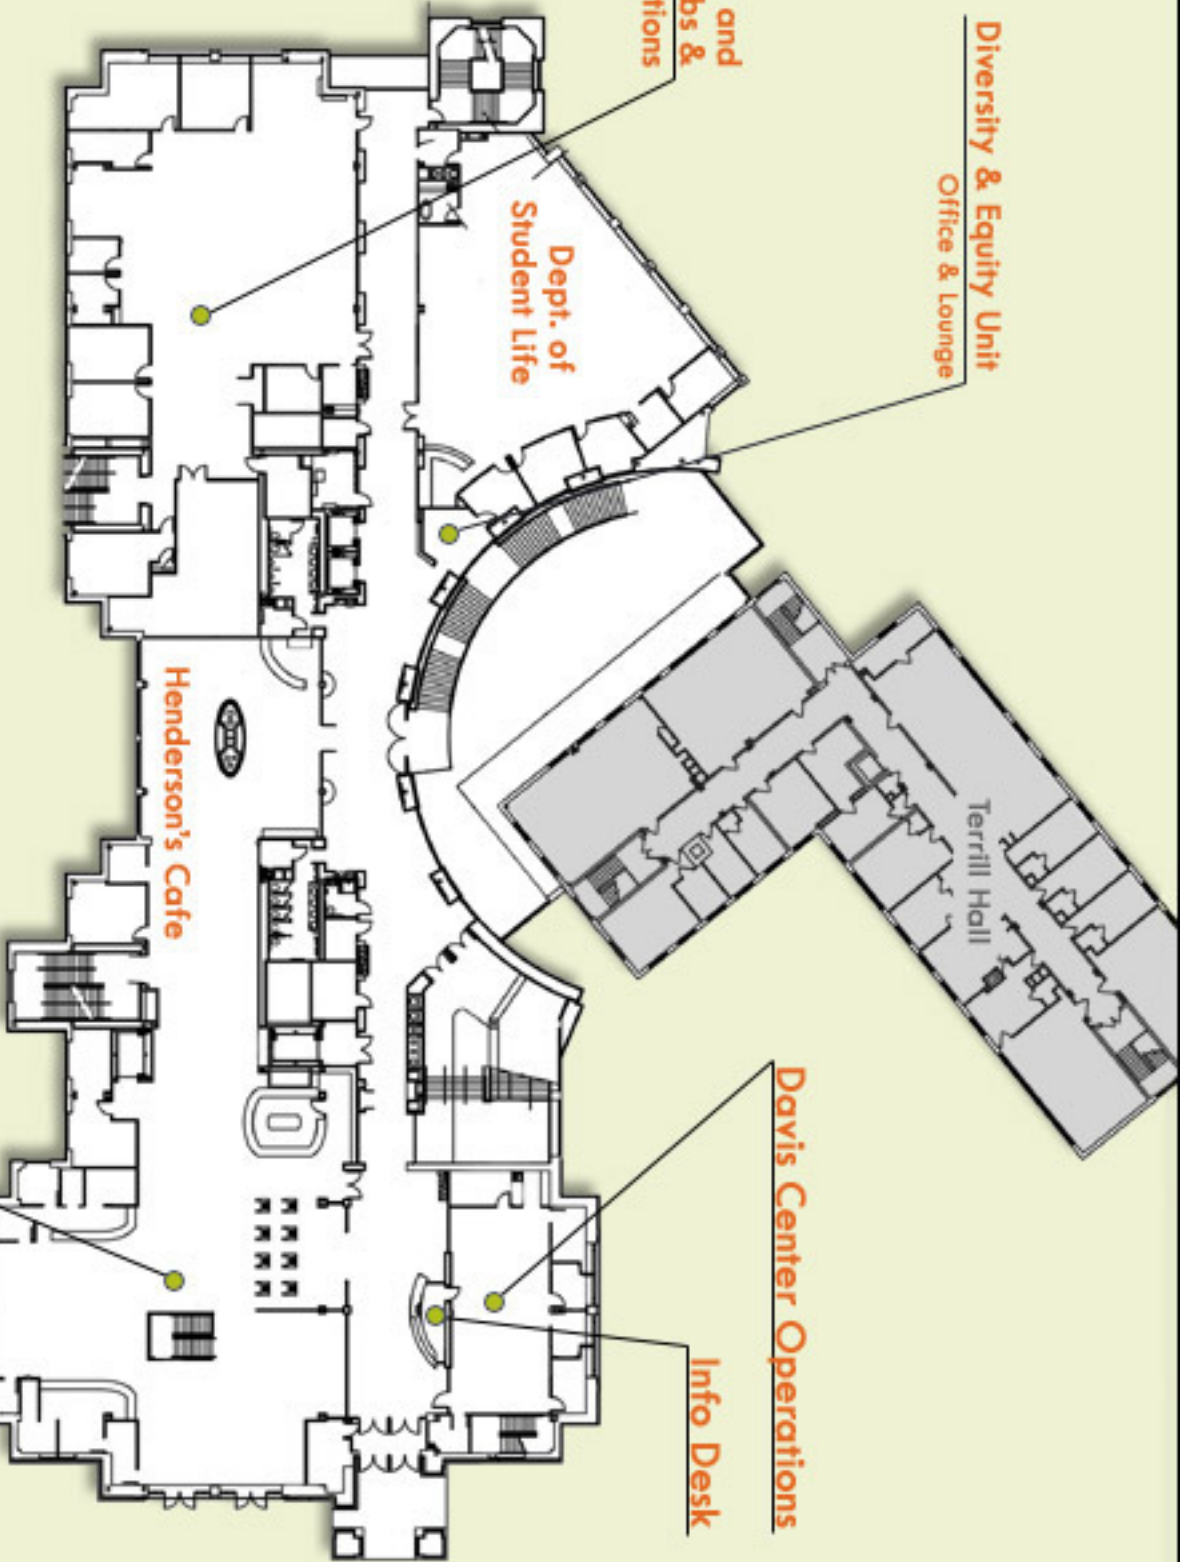 and
bs &
tions
Diversity & Equity Unit
Office & Lounge
Dept. of
Student Life
Terrill Hall
Henderson's Cafe
Davis Center Operations
Info Desk